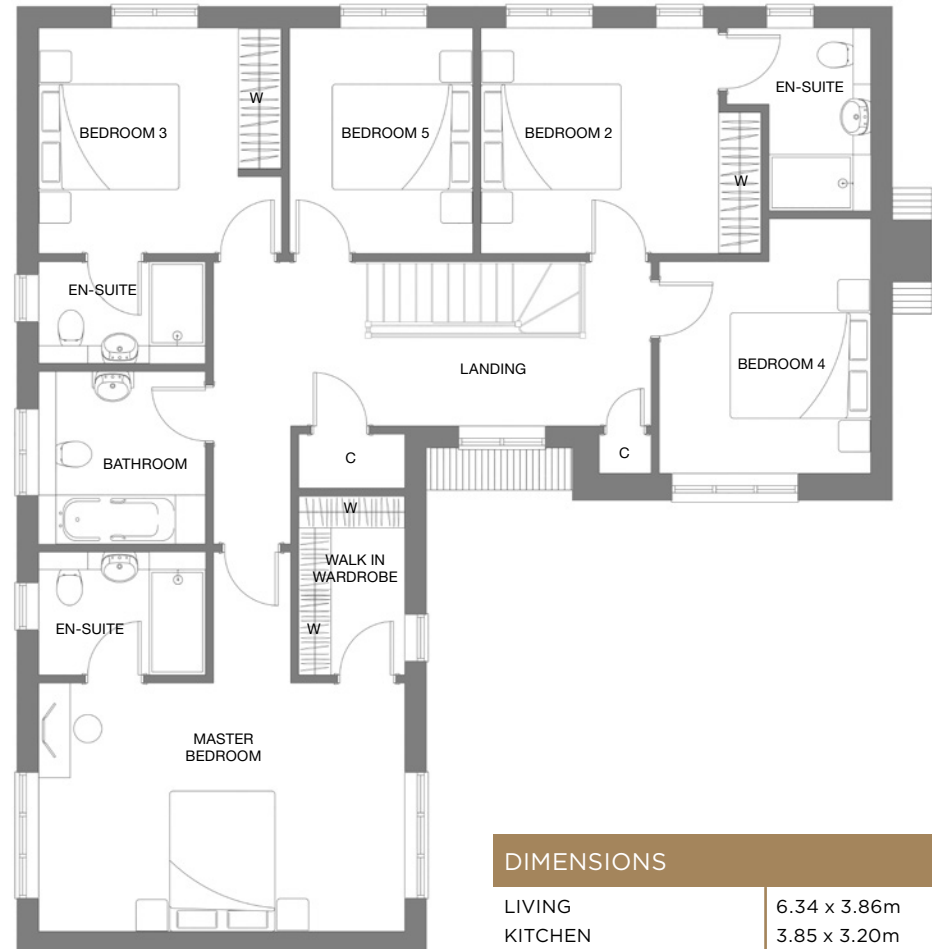 W
BEDROOM 3
BEDROOM 5
BEDROOM 2
EN-SUITE
W
EN-SUITE
LANDING
BEDROOM 4
C
C
BATHROOM
W
WALK IN
WARDROBE
W
EN-SUITE
MASTER
BEDROOM
DIMENSIONS
LIVING 6.34 x 3.86m
KITCHEN 3.85 x 3.20m